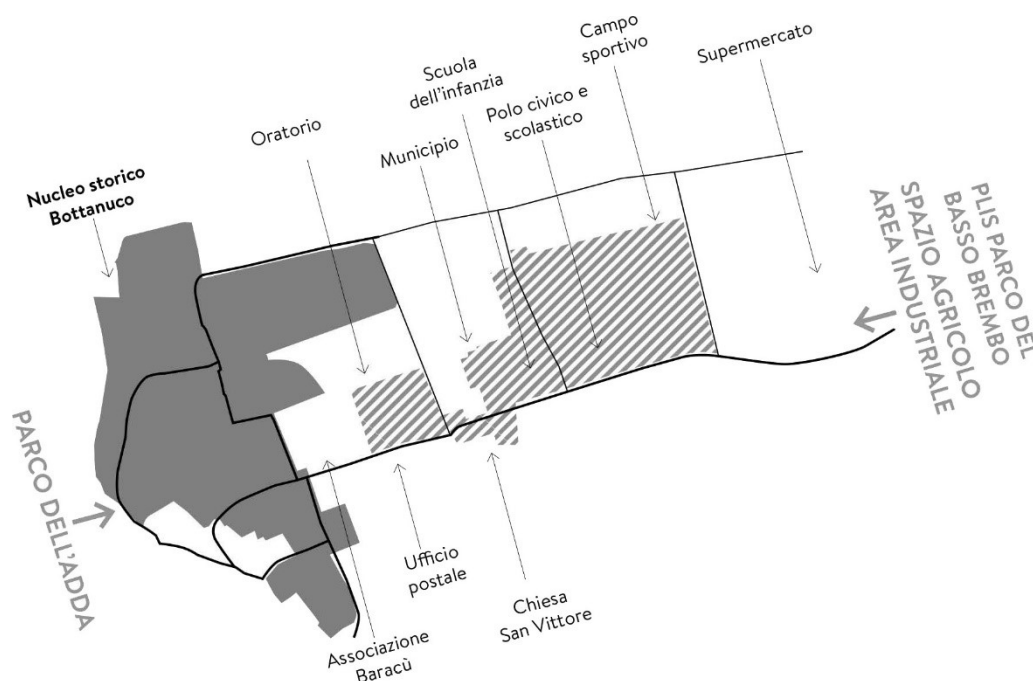 Campo
sportivo
Supermercato
Scuola
dell'infanzia
Polo civico e
scolastico
Oratorio
Municipio
Nucleo storico
Bottanuco
PLIS PARCO DEL
BASSO BREMBO
SPAZIO AGRICOLO
AREA INDUSTRIALE
PARCO DELL'ADDA
Ufficio
postale
Chiesa
San Vittore
Associazione
Baracù